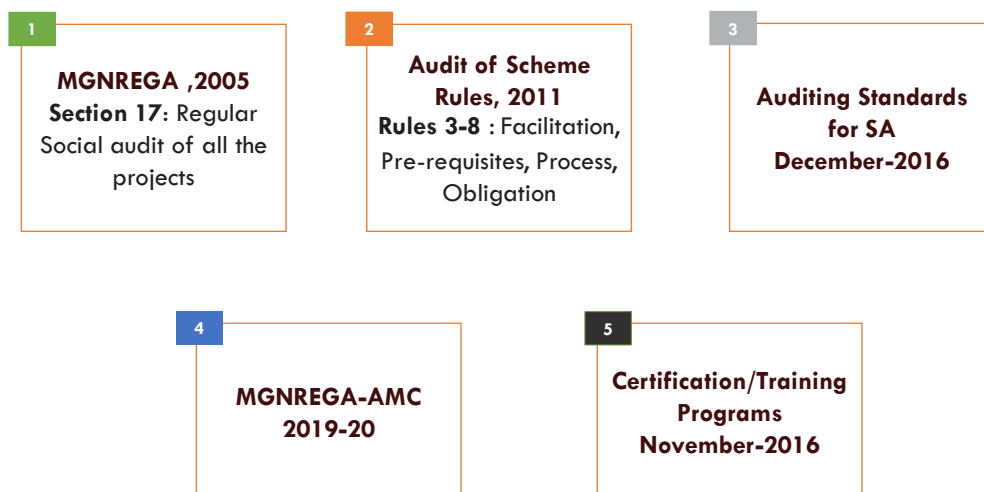 1
MGNREGA ,2005
Section 17: Regular
Social audit of all the
projects
2
Audit of Scheme
Rules, 2011
Rules 3-8 : Facilitation,
Pre-requisites, Process,
Obligation
3
Auditing Standards
for SA
December-2016
4
MGNREGA-AMC
2019-20
5
Certification/Training
Programs
November-2016